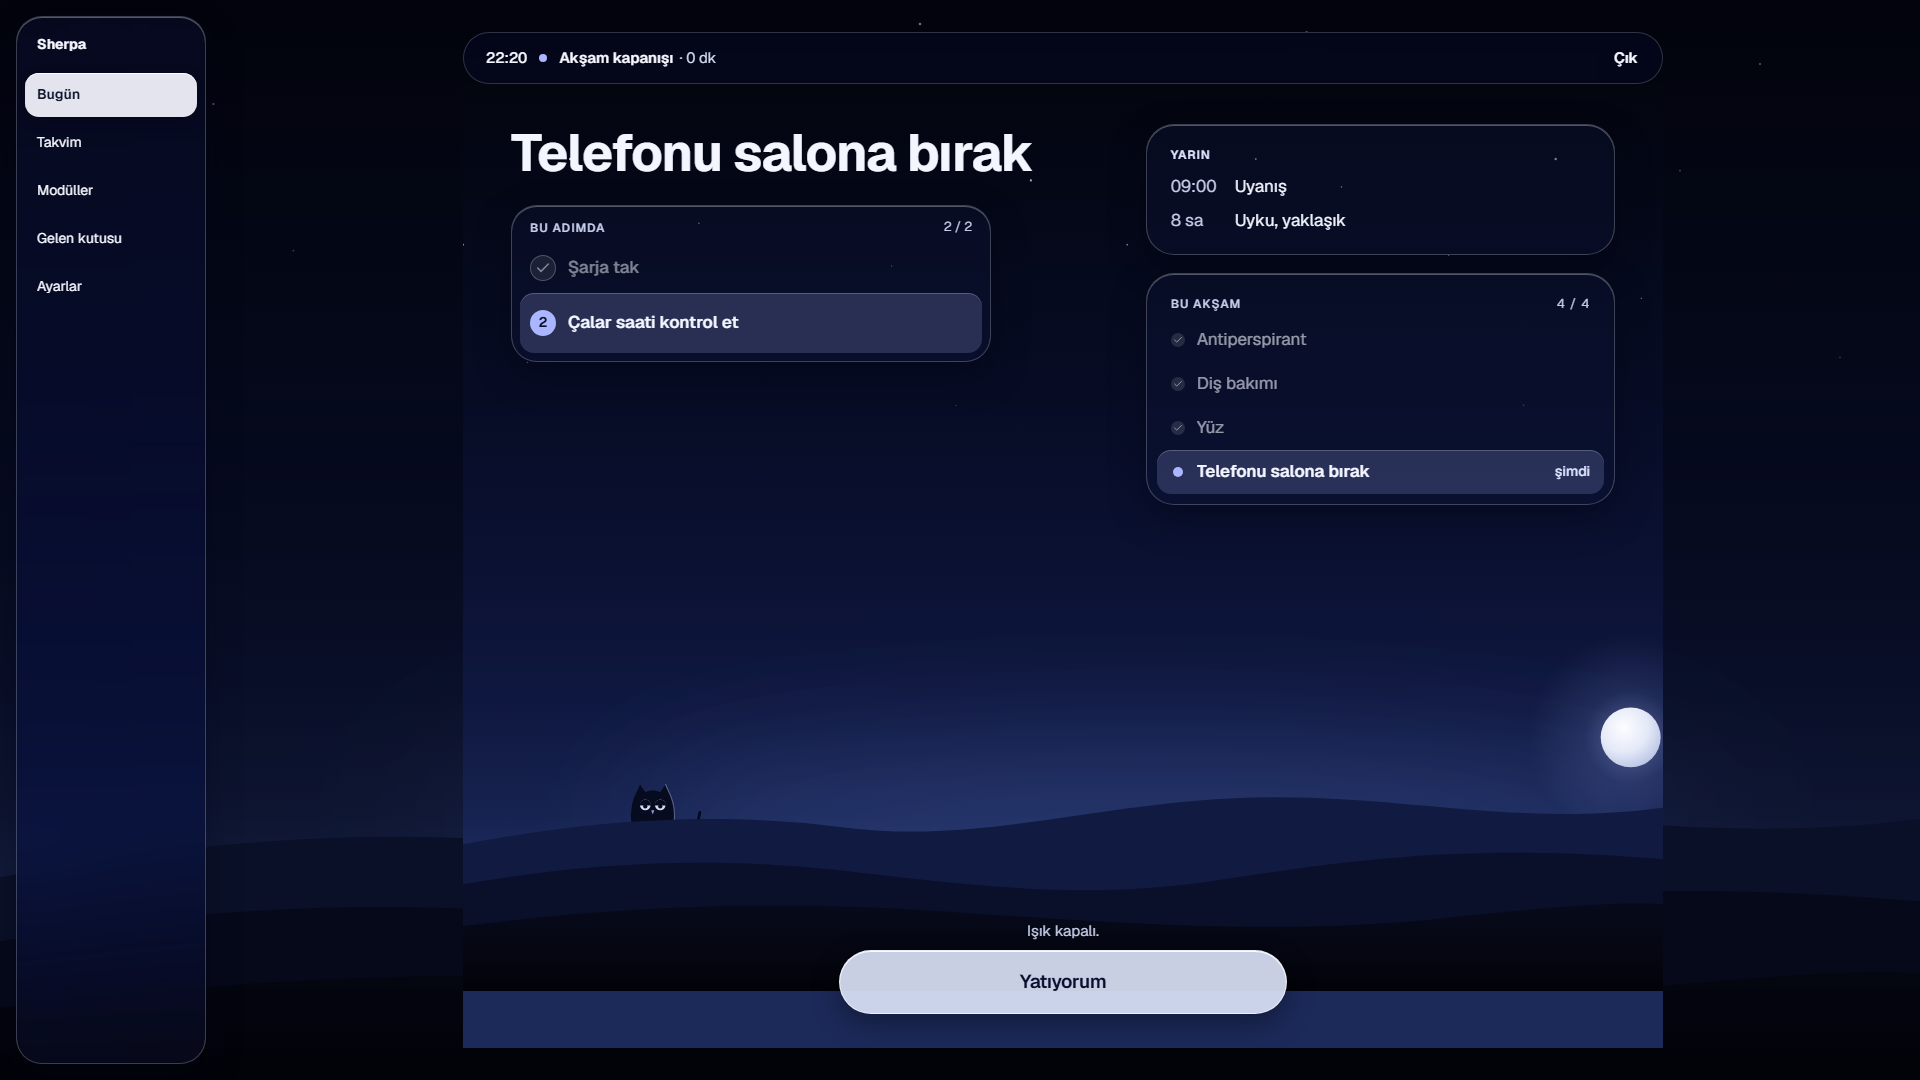 Sherpa
Bugün
Takvim
Modüller
Gelen kutusu
Ayarlar
22:20 Akşam kapanışı · 0 dk
Çık
Telefonu salona bırak
BU ADIMDA 2 / 2
Şarja tak
2 Çalar saati kontrol et
YARIN
09:00 Uyanış
8 sa Uyku, yaklaşık
BU AKŞAM 4 / 4
Antiperspirant
Diş bakımı
Yüz
Telefonu salona bırak şimdi
Işık kapalı.
Yatıyorum